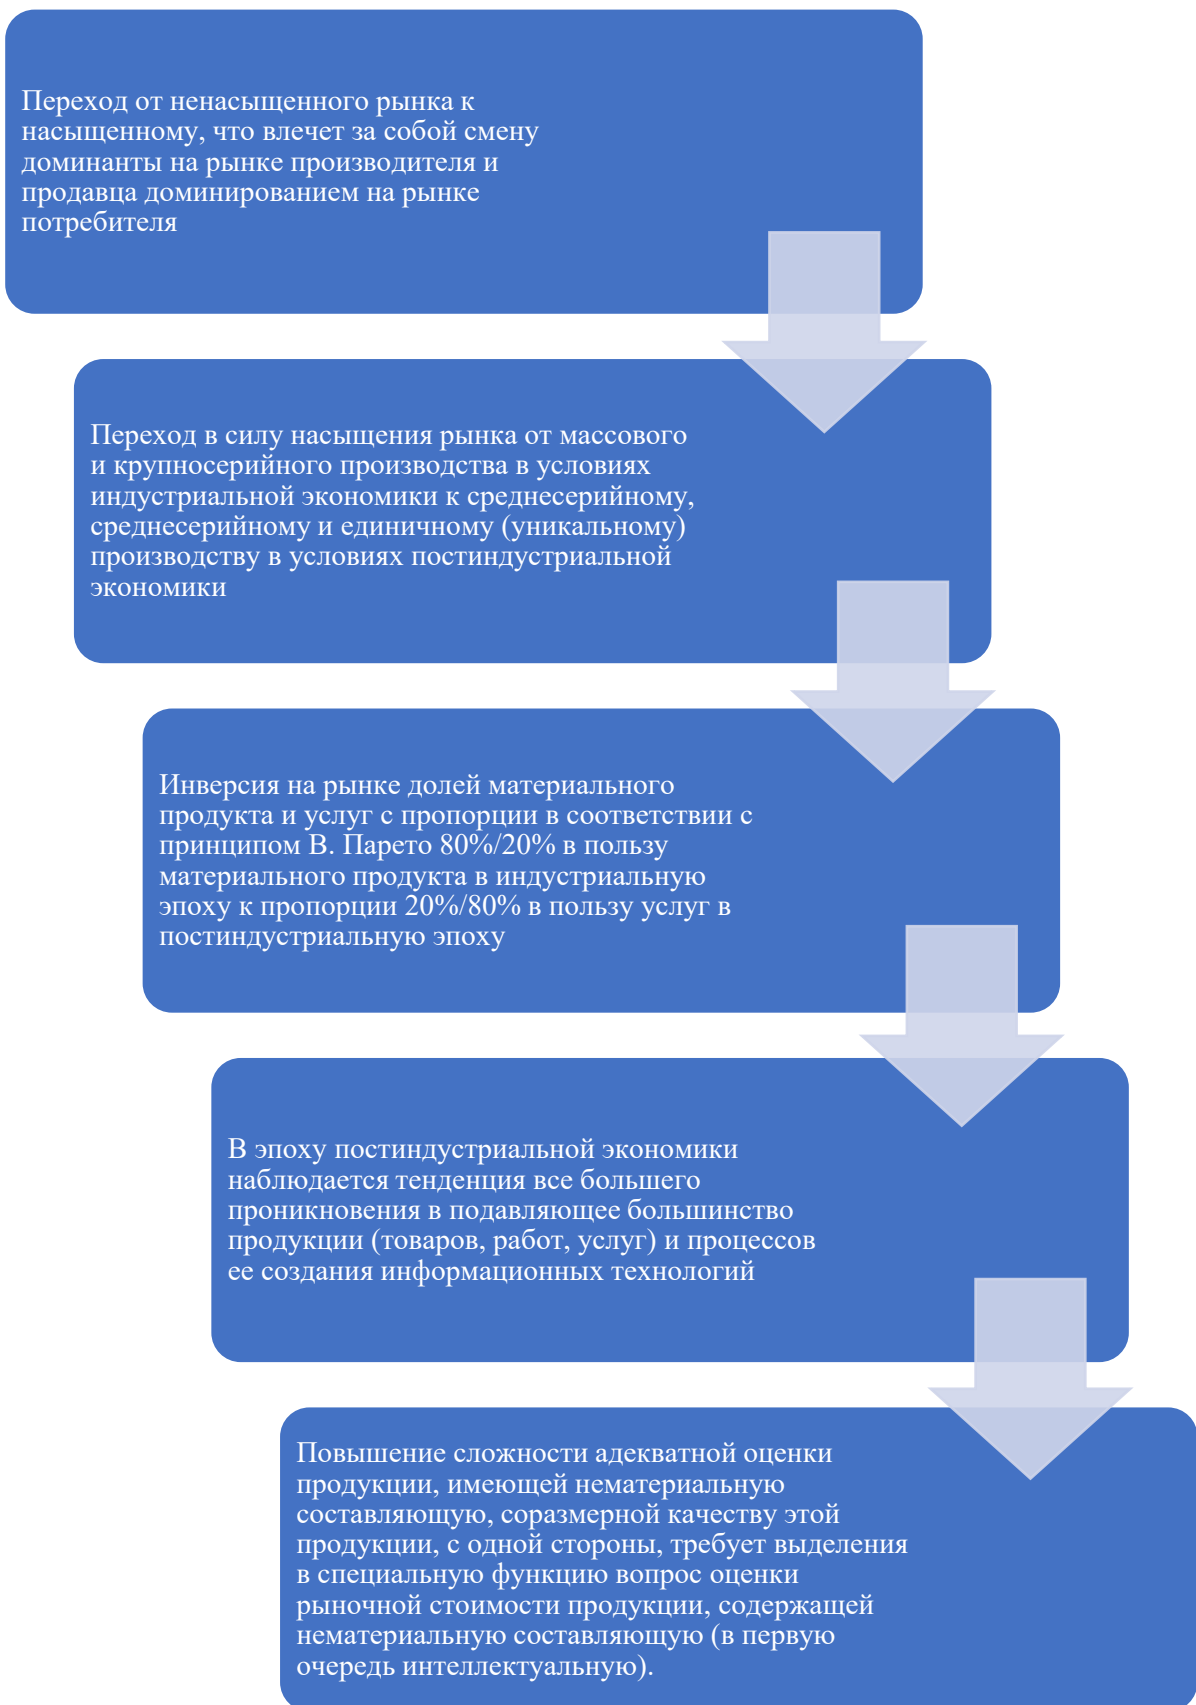 Переход от ненасыщенного рынка к
насыщенному, что влечет за собой смену
доминанты на рынке производителя и
продавца доминированием на рынке
потребителя
Переход в силу насыщения рынка от массового
и крупносерийного производства в условиях
индустриальной экономики к среднесерийному,
среднесерийному и единичному (уникальному)
производству в условиях постиндустриальной
экономики
Инверсия на рынке долей материального
продукта и услуг с пропорции в соответствии с
принципом В. Парето 80%/20% в пользу
материального продукта в индустриальную
эпоху к пропорции 20%/80% в пользу услуг в
постиндустриальную эпоху
В эпоху постиндустриальной экономики
наблюдается тенденция все большего
проникновения в подавляющее большинство
продукции (товаров, работ, услуг) и процессов
ее создания информационных технологий
Повышение сложности адекватной оценки
продукции, имеющей нематериальную
составляющую, соразмерной качеству этой
продукции, с одной стороны, требует выделения
в специальную функцию вопрос оценки
рыночной стоимости продукции, содержащей
нематериальную составляющую (в первую
очередь интеллектуальную).